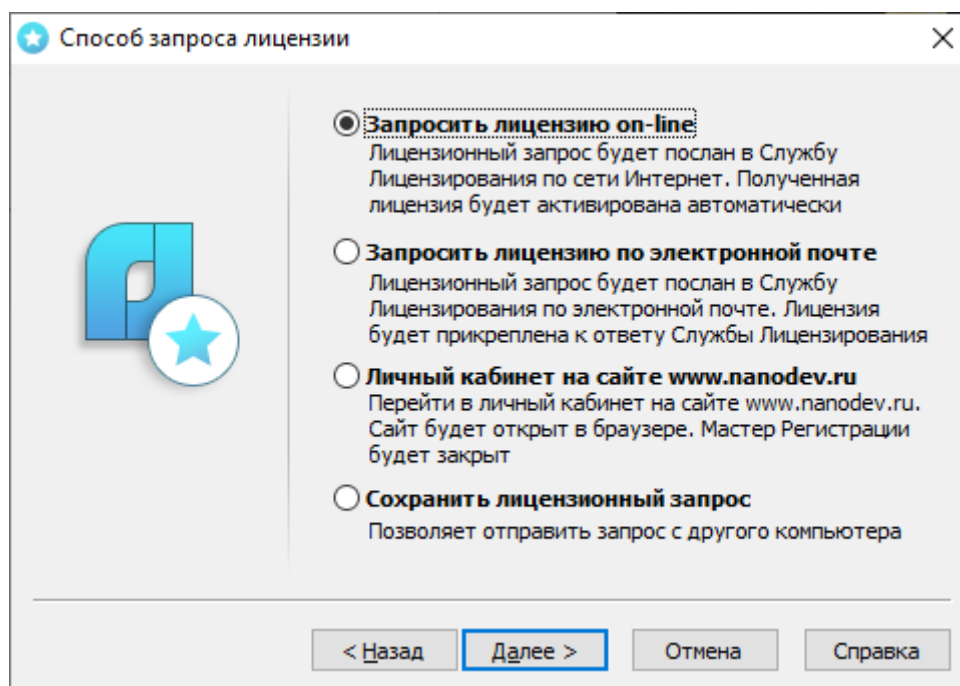 Способ запроса лицензии
Запросить лицензию on-line
Лицензионный запрос будет послан в Службу
Лицензирования по сети Интернет. Полученная
лицензия будет активирована автоматически
Запросить лицензию по электронной почте
Лицензионный запрос будет послан в Службу
Лицензирования по электронной почте. Лицензия
будет прикреплена к ответу Службы Лицензирования
Личный кабинет на сайте www.nanodev.ru
Перейти в личный кабинет на сайте www.nanodev.ru.
Сайт будет открыт в браузере. Мастер Регистрации
будет закрыт
Сохранить лицензионный запрос
Позволяет отправить запрос с другого компьютера
< Назад Далее > Отмена Справка